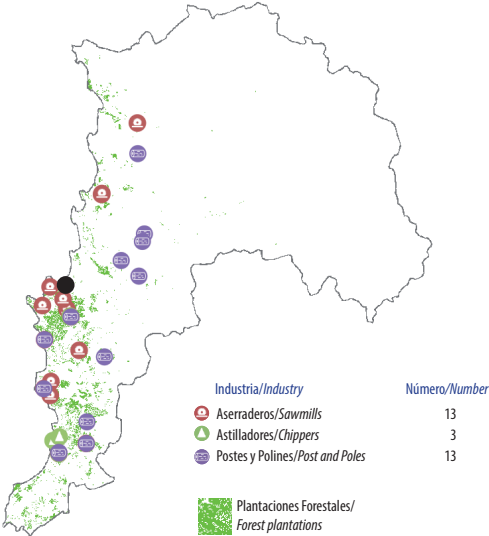 Industria/Industry Número/Number
Aserraderos/Sawmills 13
Astilladores/Chippers 3
Postes y Polines/Post and Poles 13
Plantaciones Forestales/
Forest plantations